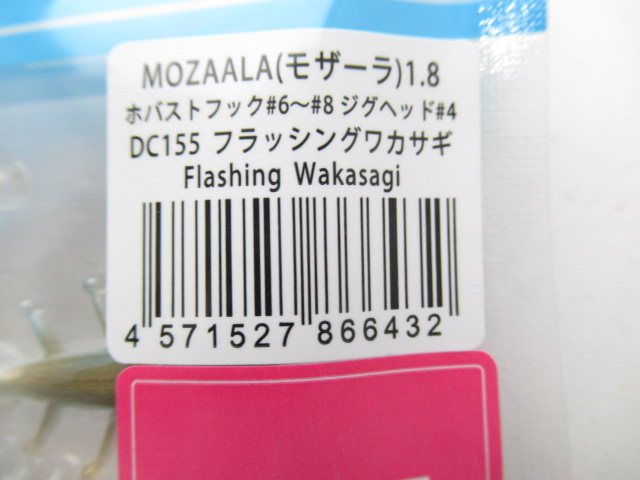 MOZAALA(モザーラ)1.8
ホバストフック#6〜#8 ジグヘッド#4
DC155 フラッシングワカサギ
Flashing Wakasagi
4 571527 866432